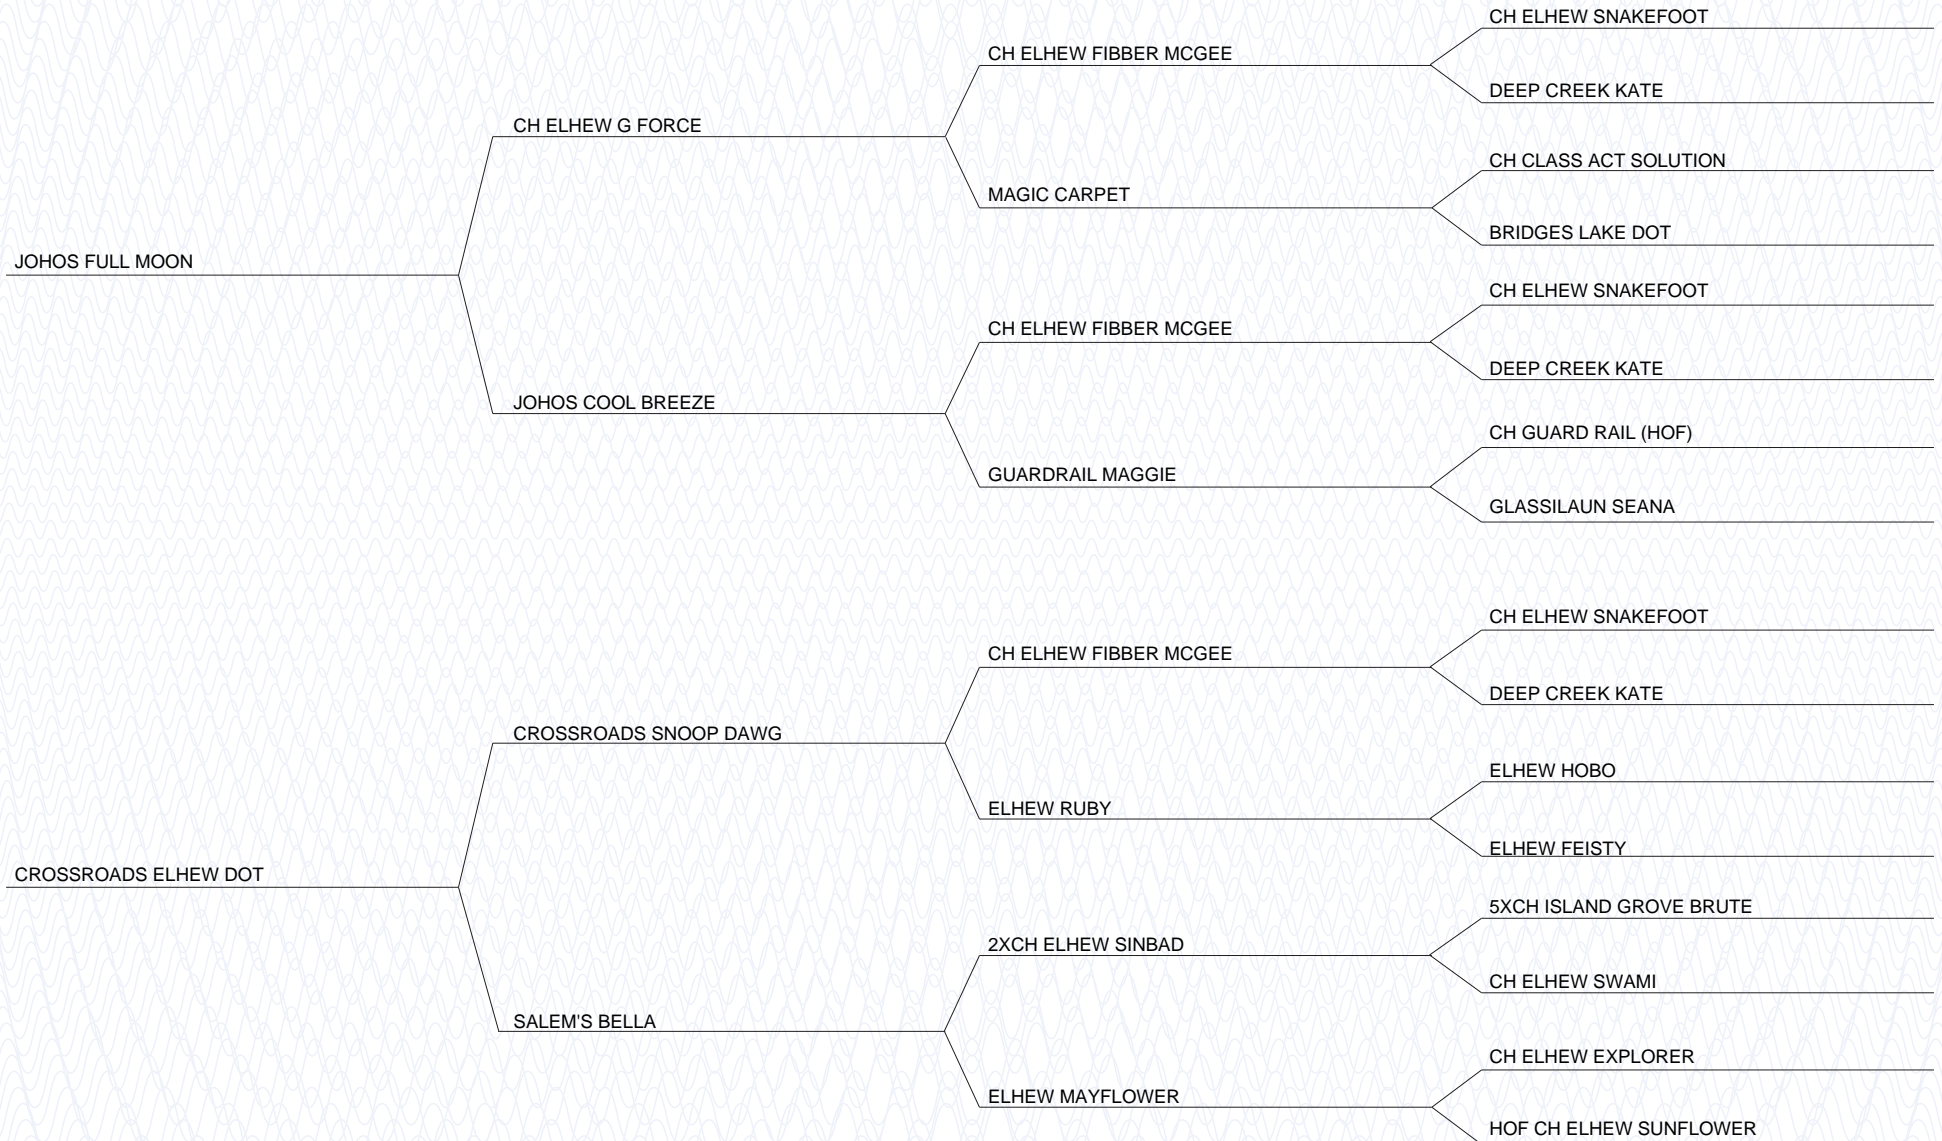 CH ELHEW SNAKEFOOT
CH ELHEW FIBBER MCGEE
DEEP CREEK KATE
CH ELHEW G FORCE
CH CLASS ACT SOLUTION
MAGIC CARPET
BRIDGES LAKE DOT
JOHOS FULL MOON
CH ELHEW SNAKEFOOT
CH ELHEW FIBBER MCGEE
DEEP CREEK KATE
JOHOS COOL BREEZE
CH GUARD RAIL (HOF)
GUARDRAIL MAGGIE
GLASSILAUN SEANA
CH ELHEW SNAKEFOOT
CH ELHEW FIBBER MCGEE
DEEP CREEK KATE
CROSSROADS SNOOP DAWG
ELHEW HOBO
ELHEW RUBY
ELHEW FEISTY
CROSSROADS ELHEW DOT
5XCH ISLAND GROVE BRUTE
2XCH ELHEW SINBAD
CH ELHEW SWAMI
SALEM'S BELLA
CH ELHEW EXPLORER
ELHEW MAYFLOWER
HOF CH ELHEW SUNFLOWER